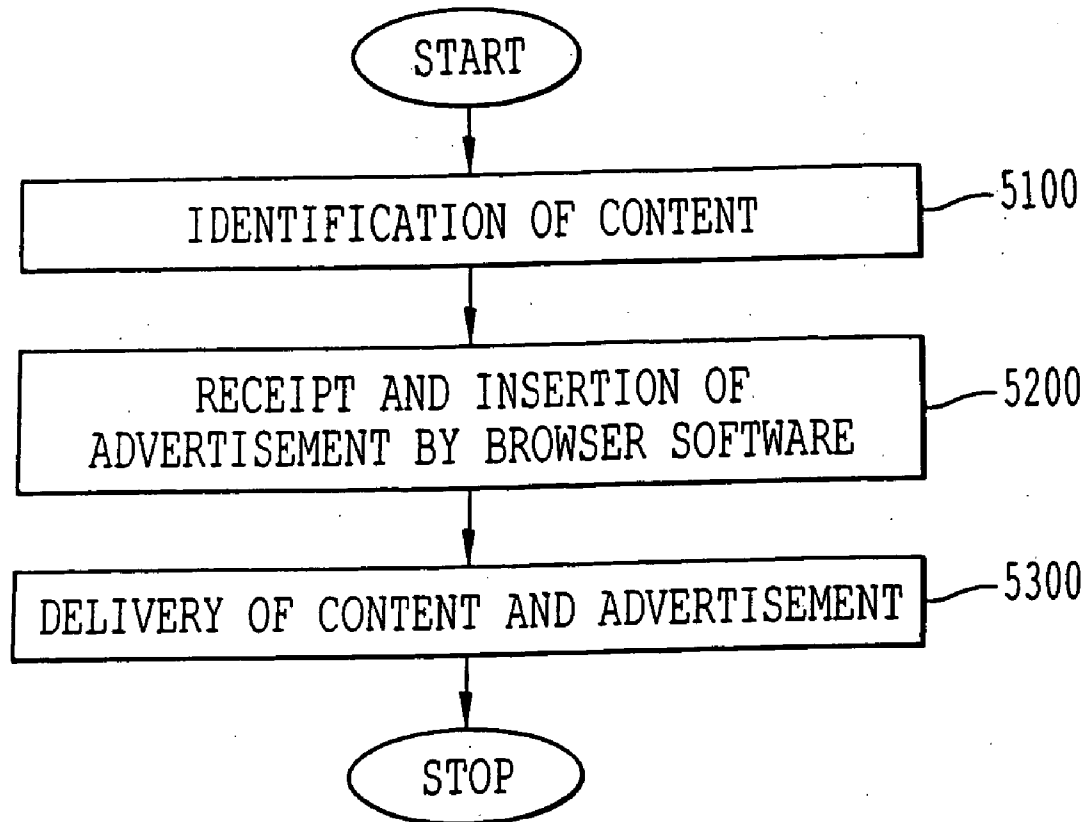 START
IDENTIFICATION OF CONTENT
5100
RECEIPT AND INSERTION OF
ADVERTISEMENT BY BROWSER SOFTWARE
5200
DELIVERY OF CONTENT AND ADVERTISEMENT
5300
STOP